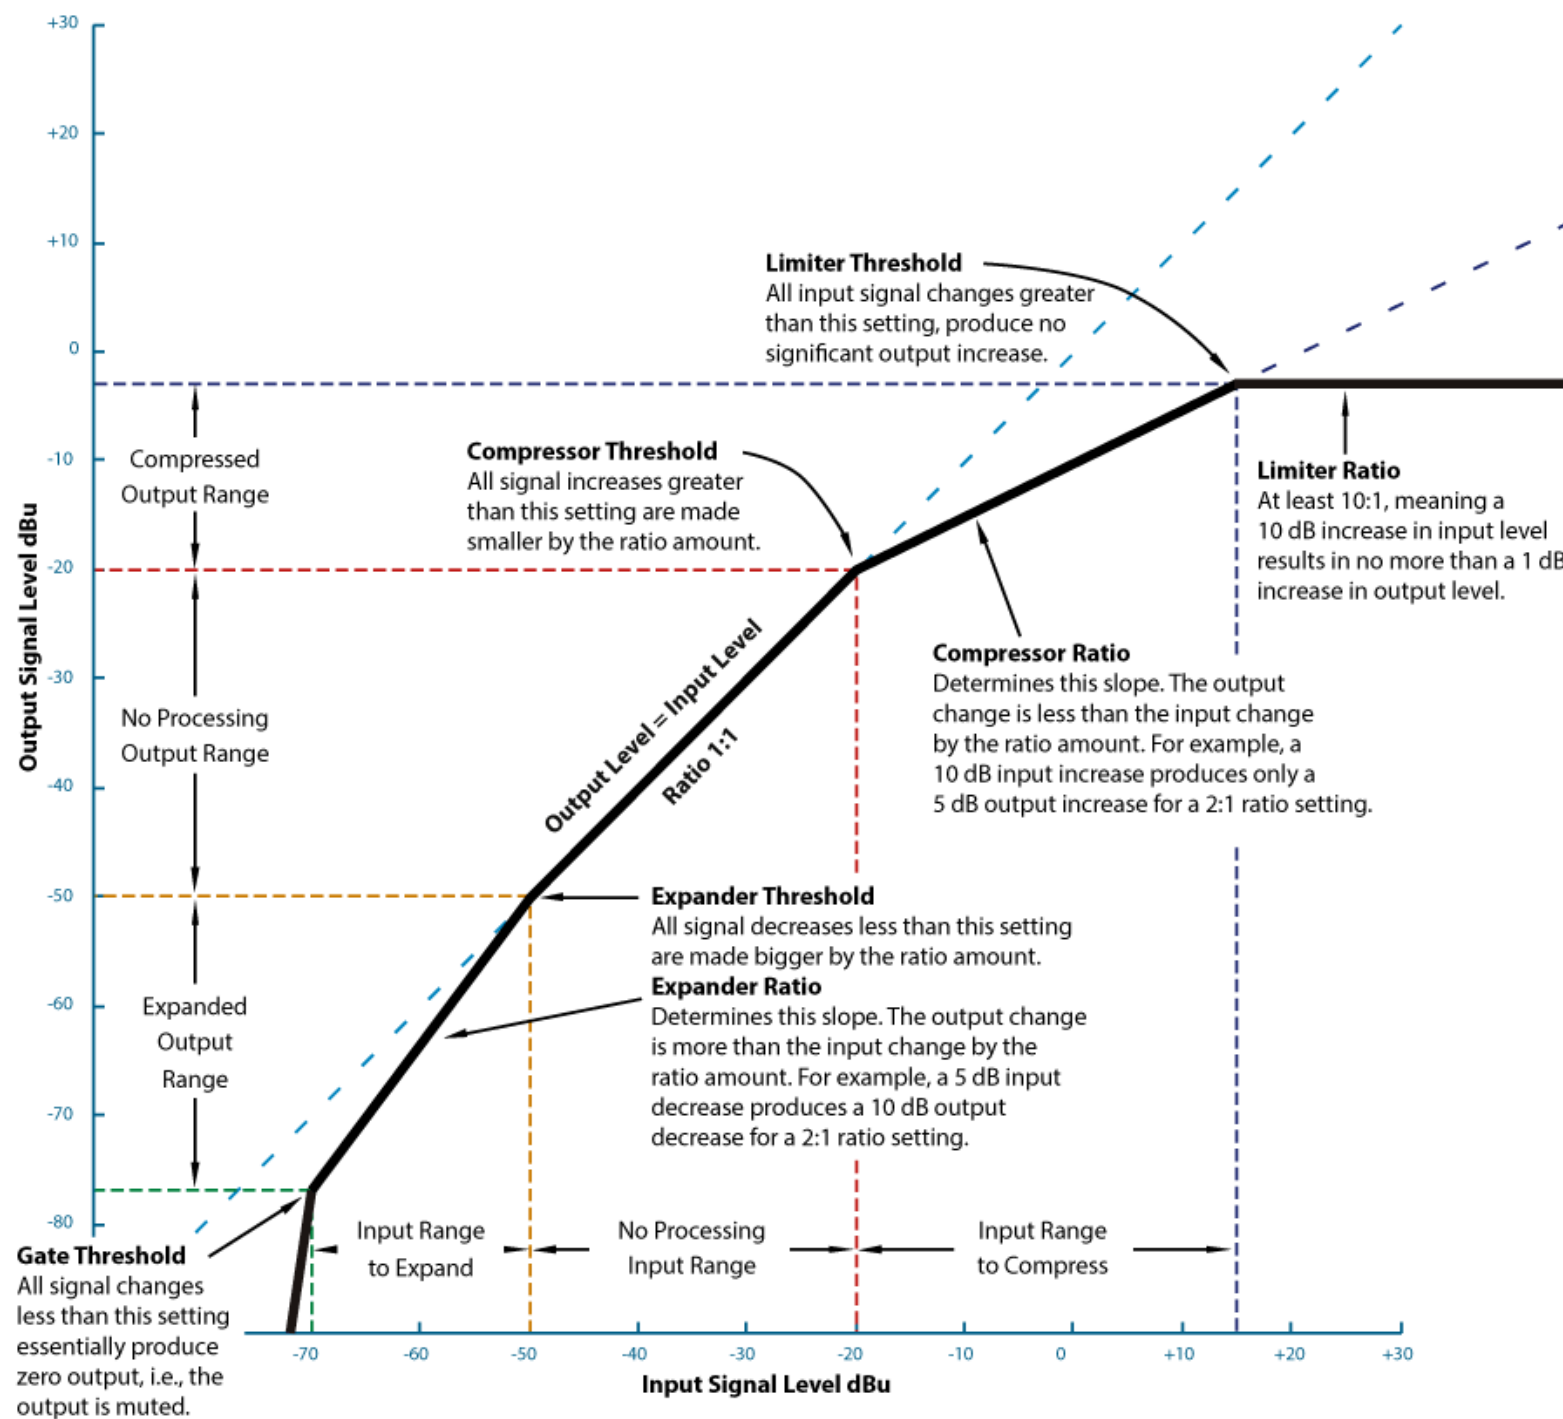 +30
+20
+10
0
-10
-20
-30
-40
-50
-60
-70
-80
Output Signal Level dBu
Limiter Threshold
All input signal changes greater
than this setting, produce no
significant output increase.
Compressed
Output Range
Compressor Threshold
All signal increases greater
than this setting are made
smaller by the ratio amount.
Limiter Ratio
At least 10:1, meaning a
10 dB increase in input level
results in no more than a 1 dB
increase in output level.
No Processing
Output Range
Output Level = Input Level
Ratio 1:1
Compressor Ratio
Determines this slope. The output
change is less than the input change
by the ratio amount. For example, a
10 dB input increase produces only a
5 dB output increase for a 2:1 ratio setting.
Expander Threshold
All signal decreases less than this setting
are made bigger by the ratio amount.
Expander Ratio
Determines this slope. The output change
is more than the input change by the
ratio amount. For example, a 5 dB input
decrease produces a 10 dB output
decrease for a 2:1 ratio setting.
Expanded
Output
Range
Gate Threshold
All signal changes
less than this setting
essentially produce
zero output, i.e., the
output is muted.
Input Range
to Expand
No Processing
Input Range
Input Range
to Compress
-70
-60
-50
-40
-30
-20
-10
0
+10
+20
+30
Input Signal Level dBu